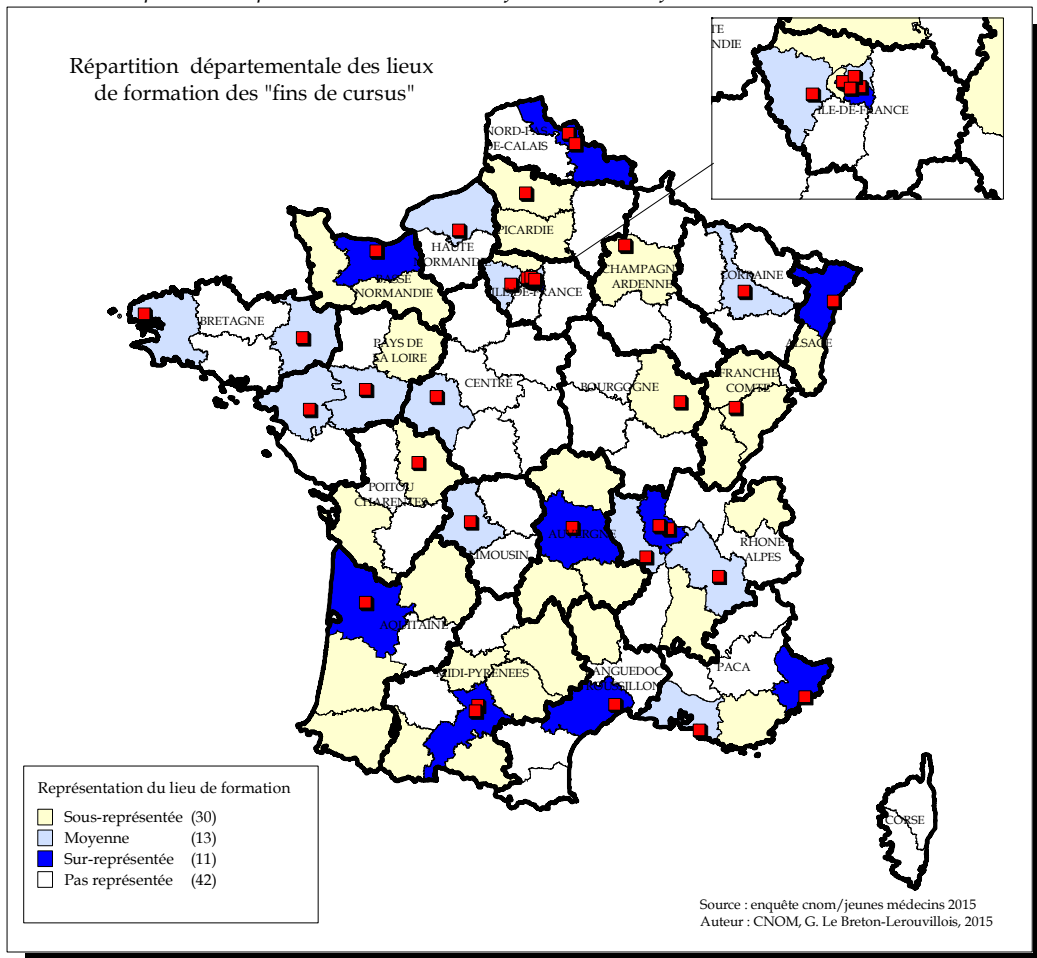 Répartition départementale des lieux
de formation des "fins de cursus"
NDIE
ILE-DE-FRANCE
NORD-PAS
DE-CALAIS
PICARDIE
HAUTE
NORMANDIE
BASSE
NORMANDIE
ILE-DE-FRANCE
CHAMPAGNE
ARDENNE
LORRAINE
ALSACE
BRETAGNE
PAYS DE
LA LOIRE
CENTRE
BOURGOGNE
FRANCHE
COMTE
POITOU
CHARENTES
LIMOUSIN
AUVERGNE
RHONE
ALPES
AQUITAINE
MIDI-PYRENEES
LANGUEDOC
ROUSSILLON
PACA
CORSE
Représentation du lieu de formation
Sous-représentée (30)
Moyenne (13)
Sur-représentée (11)
Pas représentée (42)
Source : enquête cnom/jeunes médecins 2015
Auteur : CNOM, G. Le Breton-Lerouvillois, 2015